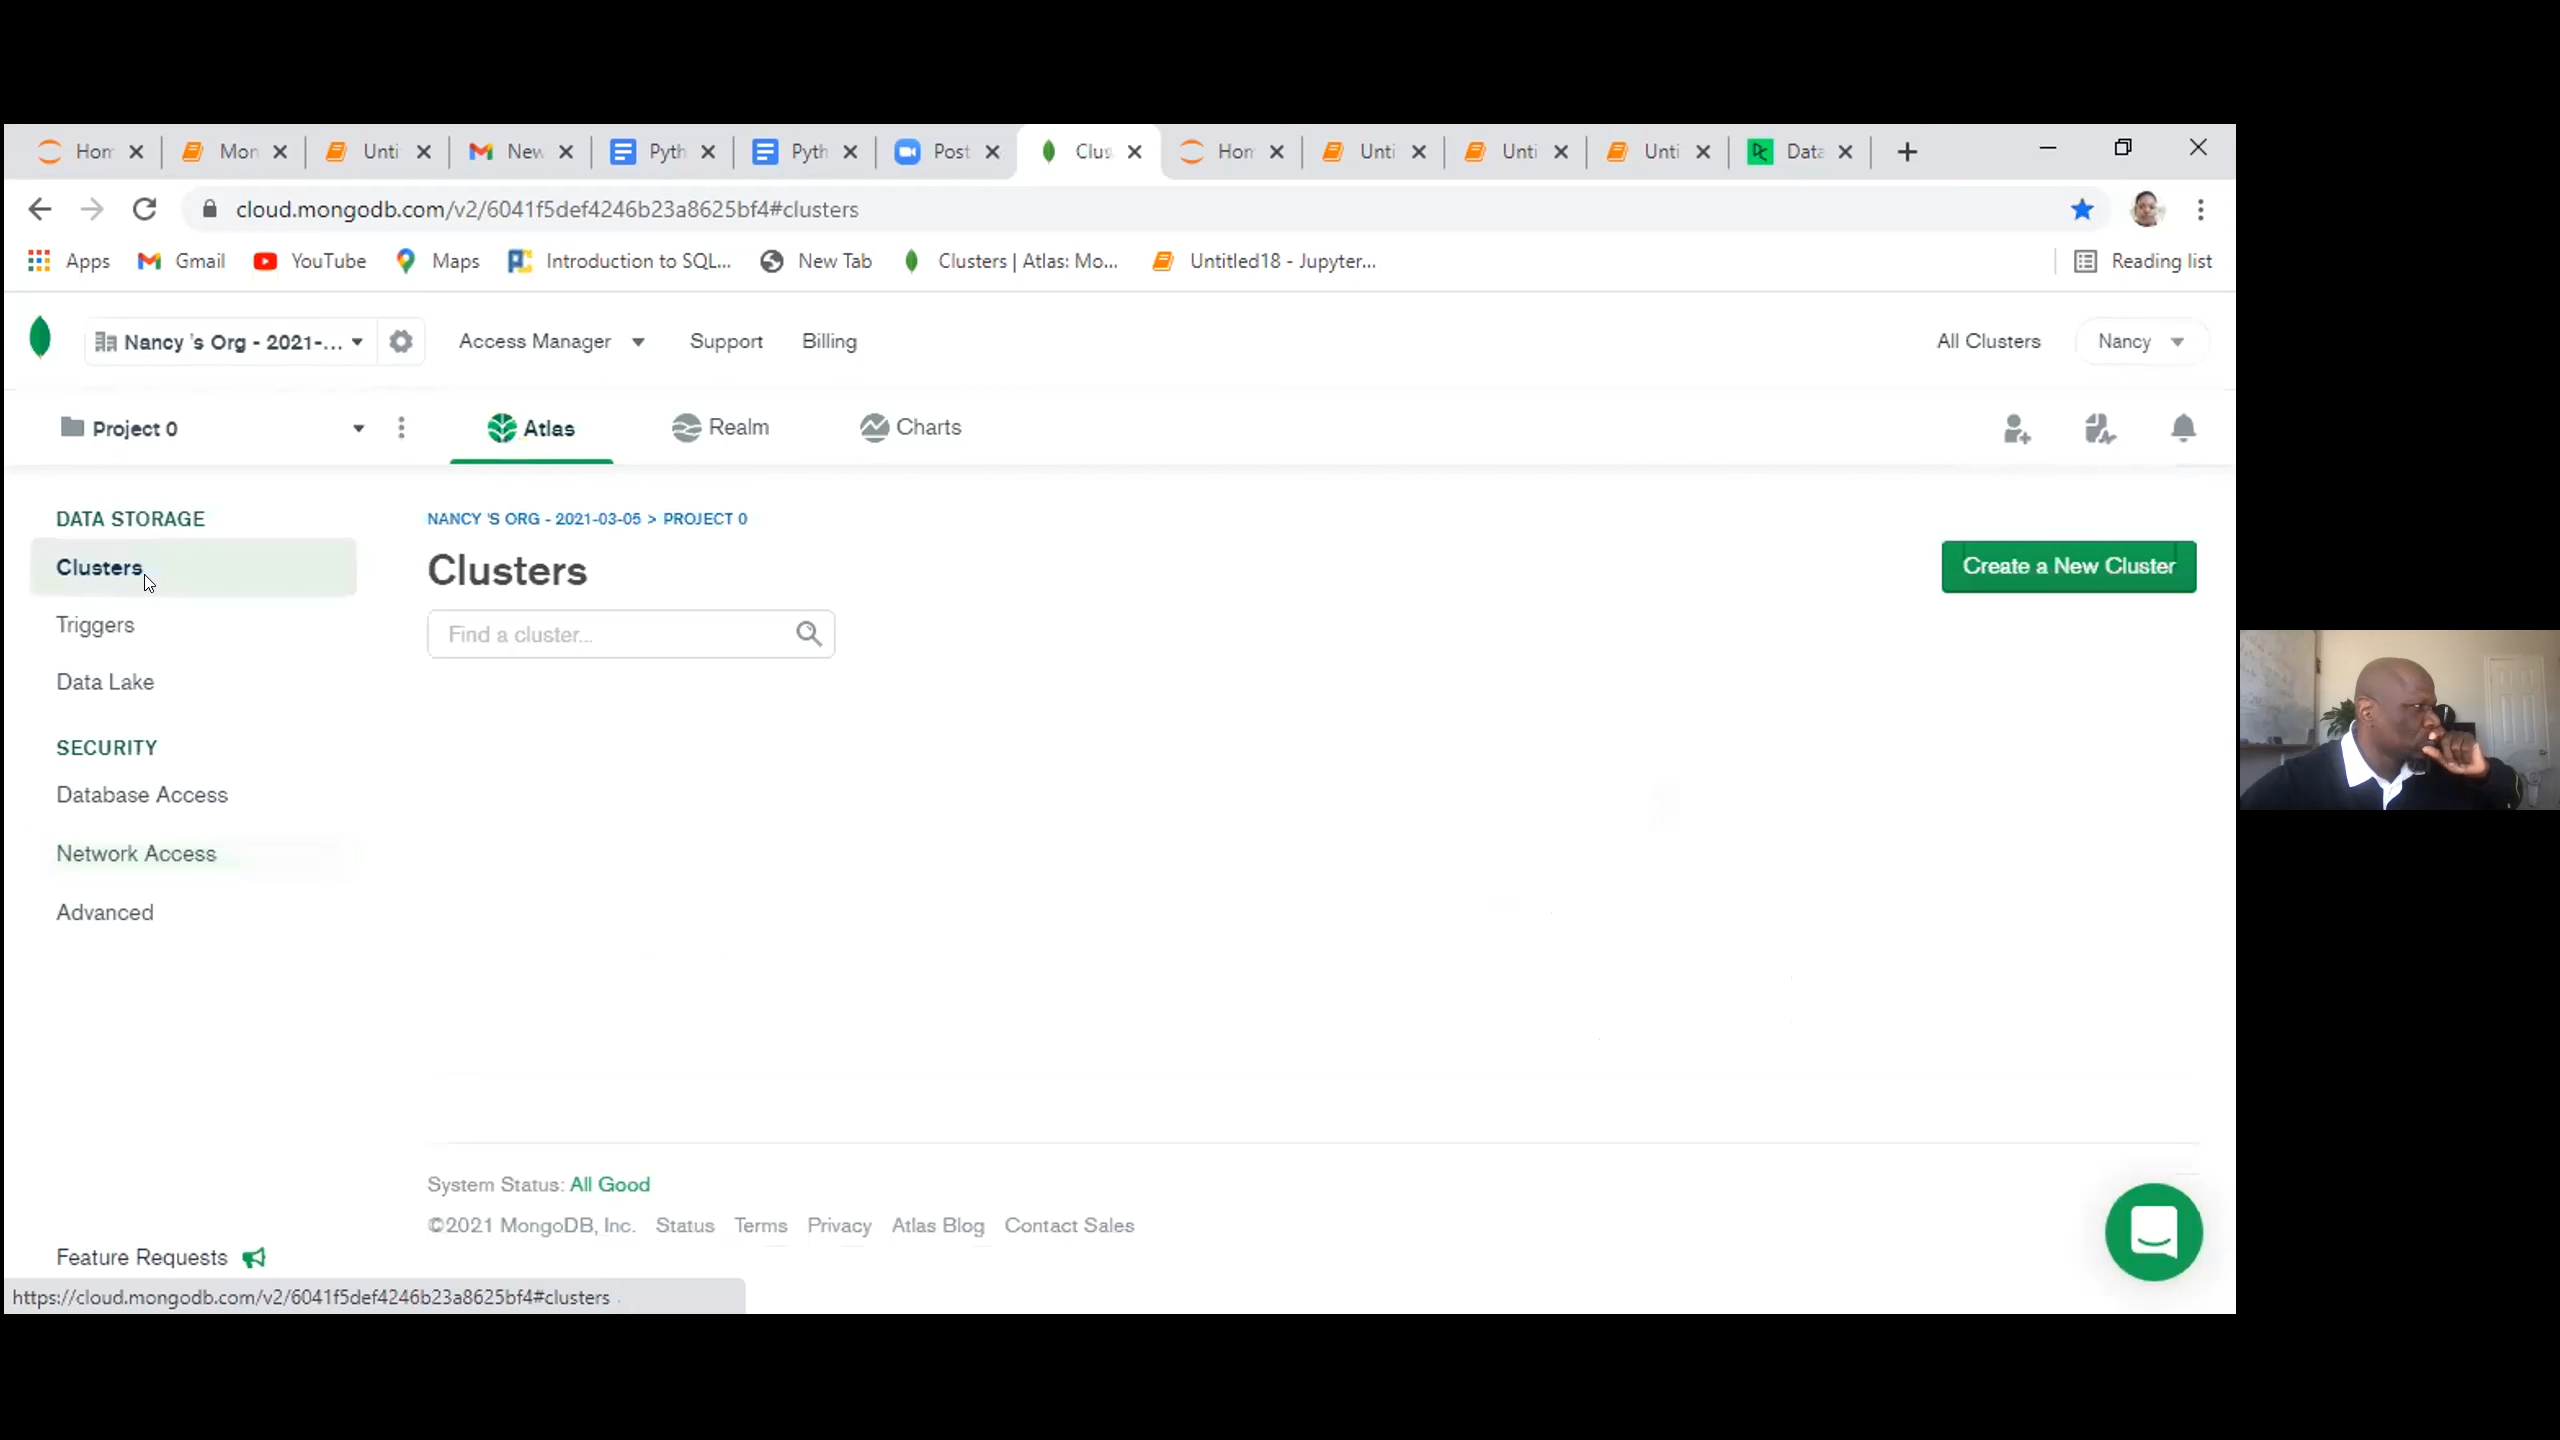 Hom Mon Unti New Pyth Pyth Post Clus Hom Unti Unti Unti Data
cloud.mongodb.com/v2/6041f5def4246b23a8625bf4#clusters
Apps Gmail YouTube Maps Introduction to SQL... New Tab Clusters | Atlas: Mo... Untitled18 - Jupyter... Reading list
Nancy 's Org - 2021-... Access Manager Support Billing All Clusters Nancy
Project 0 Atlas Realm Charts
DATA STORAGE
Clusters
Triggers
Data Lake
SECURITY
Database Access
Network Access
Advanced
Feature Requests
NANCY 'S ORG - 2021-03-05 > PROJECT 0
Clusters
Create a New Cluster
Find a cluster...
System Status: All Good
©2021 MongoDB, Inc. Status Terms Privacy Atlas Blog Contact Sales
https://cloud.mongodb.com/v2/6041f5def4246b23a8625bf4#clusters